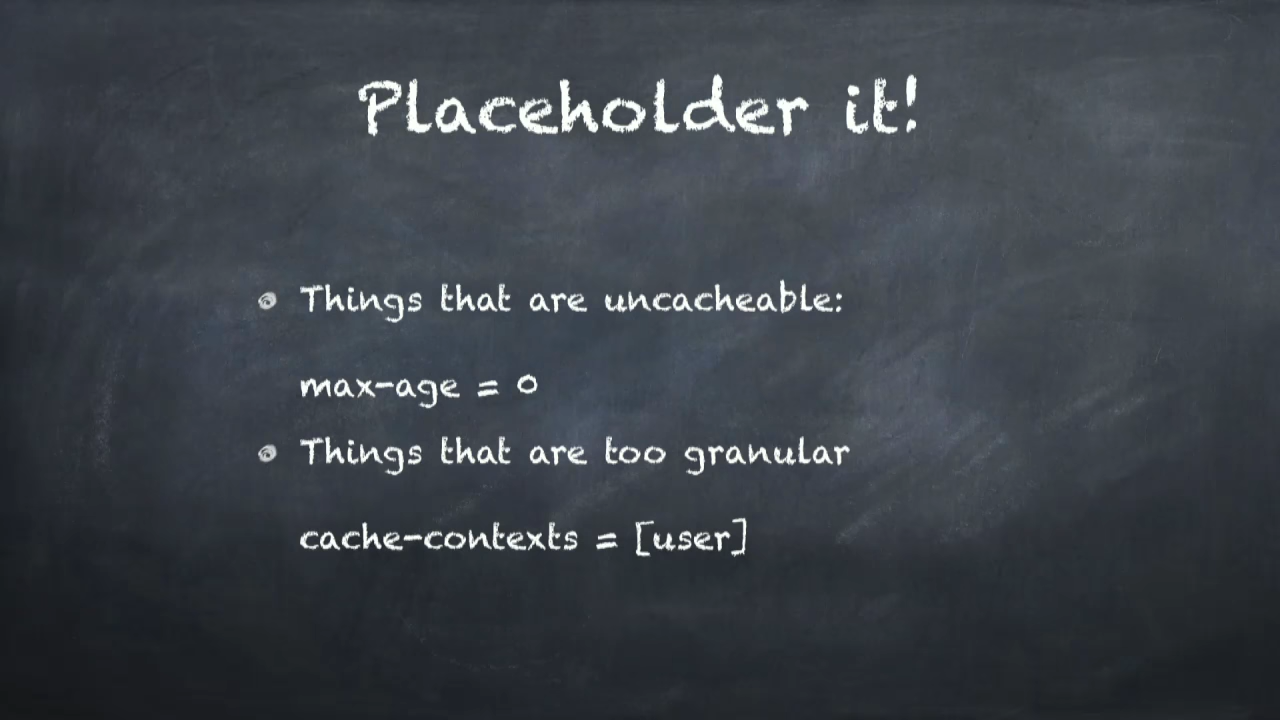 Placeholder it!
Things that are uncacheable:
max-age = 0
Things that are too granular
cache-contexts = [user]